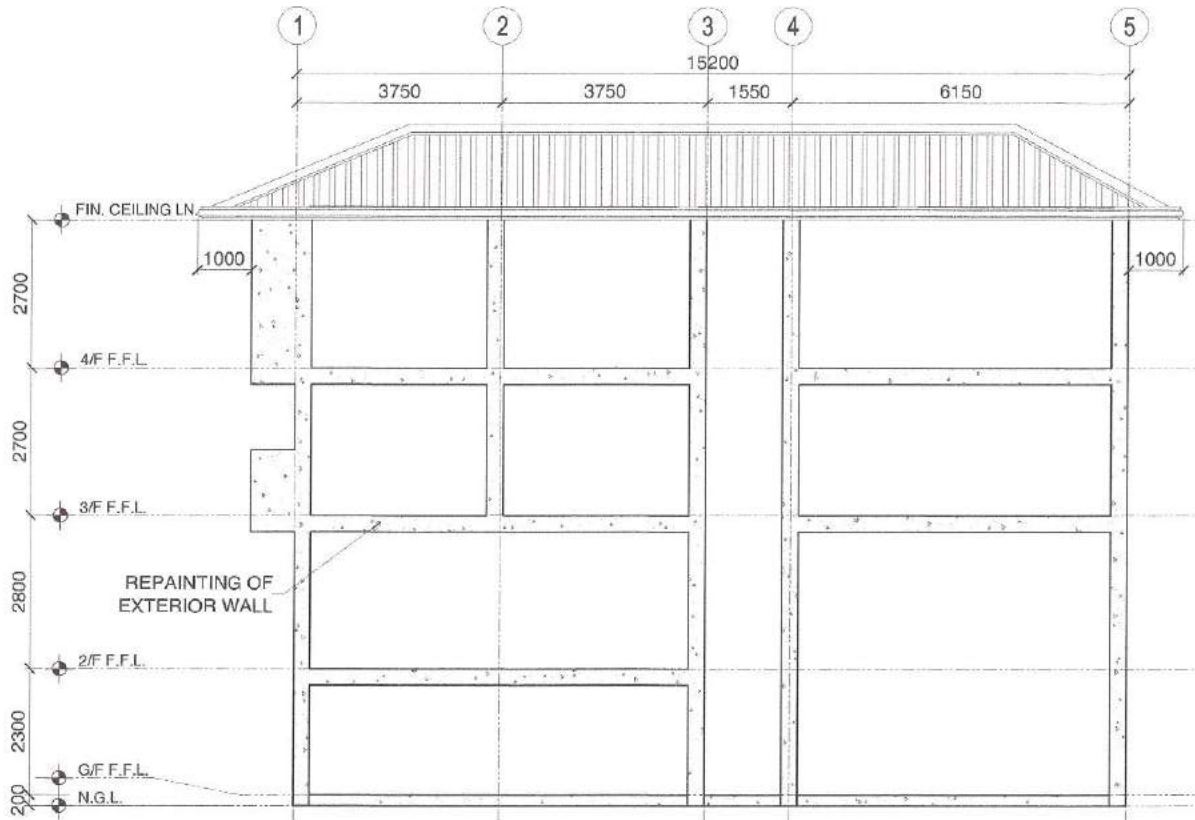 1
2
3
4
5
15200
3750
3750
1550
6150
FIN. CEILING LN.
1000
1000
2700
4/F F.F.L.
2700
3/F F.F.L.
REPAINTING OF
EXTERIOR WALL
2800
2/F F.F.L.
2300
G/F F.F.L.
200
N.G.L.